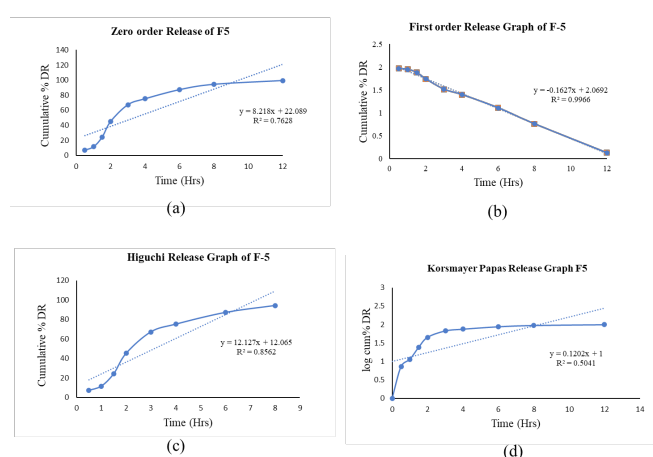 Zero order Release of F5
Cumulative % DR
140
120
100
80
60
40
20
0
y = 8.218x + 22.089
R² = 0.7628
0 2 4 6 8 10 12
Time (Hrs)
(a)
First order Release Graph of F-5
Cumulative % DR
2.5
2
1.5
1
0.5
0
y = -0.1627x + 2.0692
R² = 0.9966
0 2 4 6 8 10 12
Time (Hrs)
(b)
Higuchi Release Graph of F-5
Cumulative % DR
120
100
80
60
40
20
0
y = 12.127x + 12.065
R² = 0.8562
0 1 2 3 4 5 6 7 8 9
Time (Hrs)
(c)
Korsmayer Papas Release Graph F5
log cum% DR
3
2.5
2
1.5
1
0.5
0
y = 0.1202x + 1
R² = 0.5041
0 2 4 6 8 10 12 14
Time (Hrs)
(d)